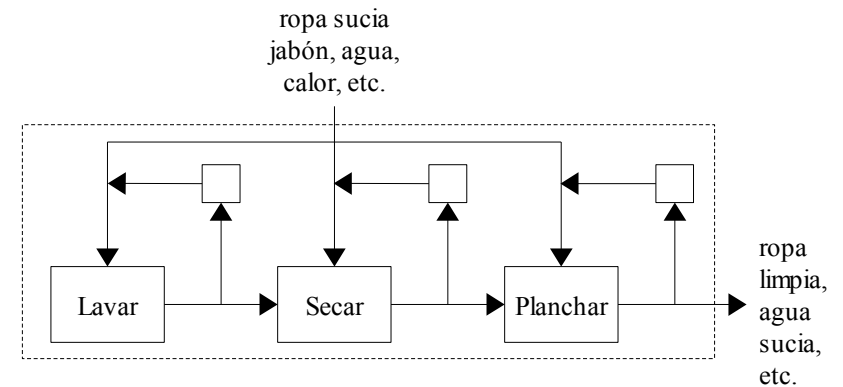 ropa sucia
jabón, agua,
calor, etc.
Lavar
Secar
Planchar
ropa
limpia,
agua
sucia,
etc.